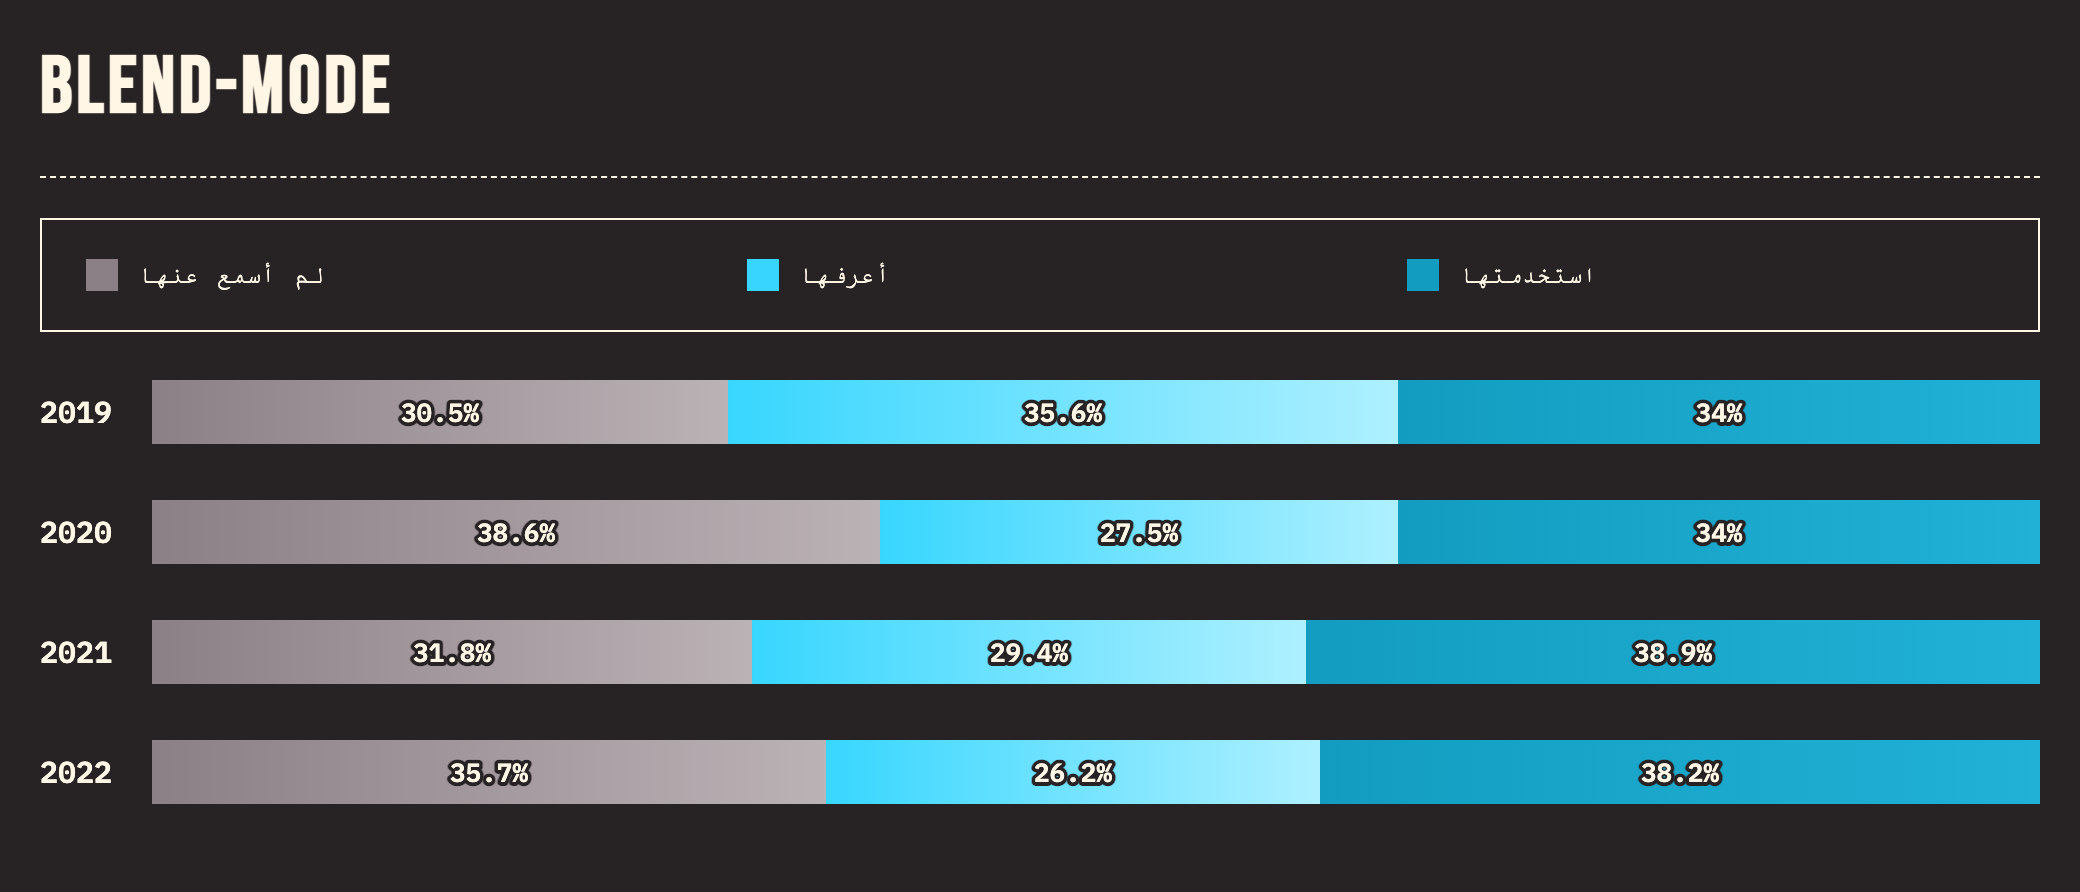 BLEND-MODE
لم أسمع عنها
أعرفها
استخدمتها
2019 30.5% 35.6% 34%
2020 38.6% 27.5% 34%
2021 31.8% 29.4% 38.9%
2022 35.7% 26.2% 38.2%